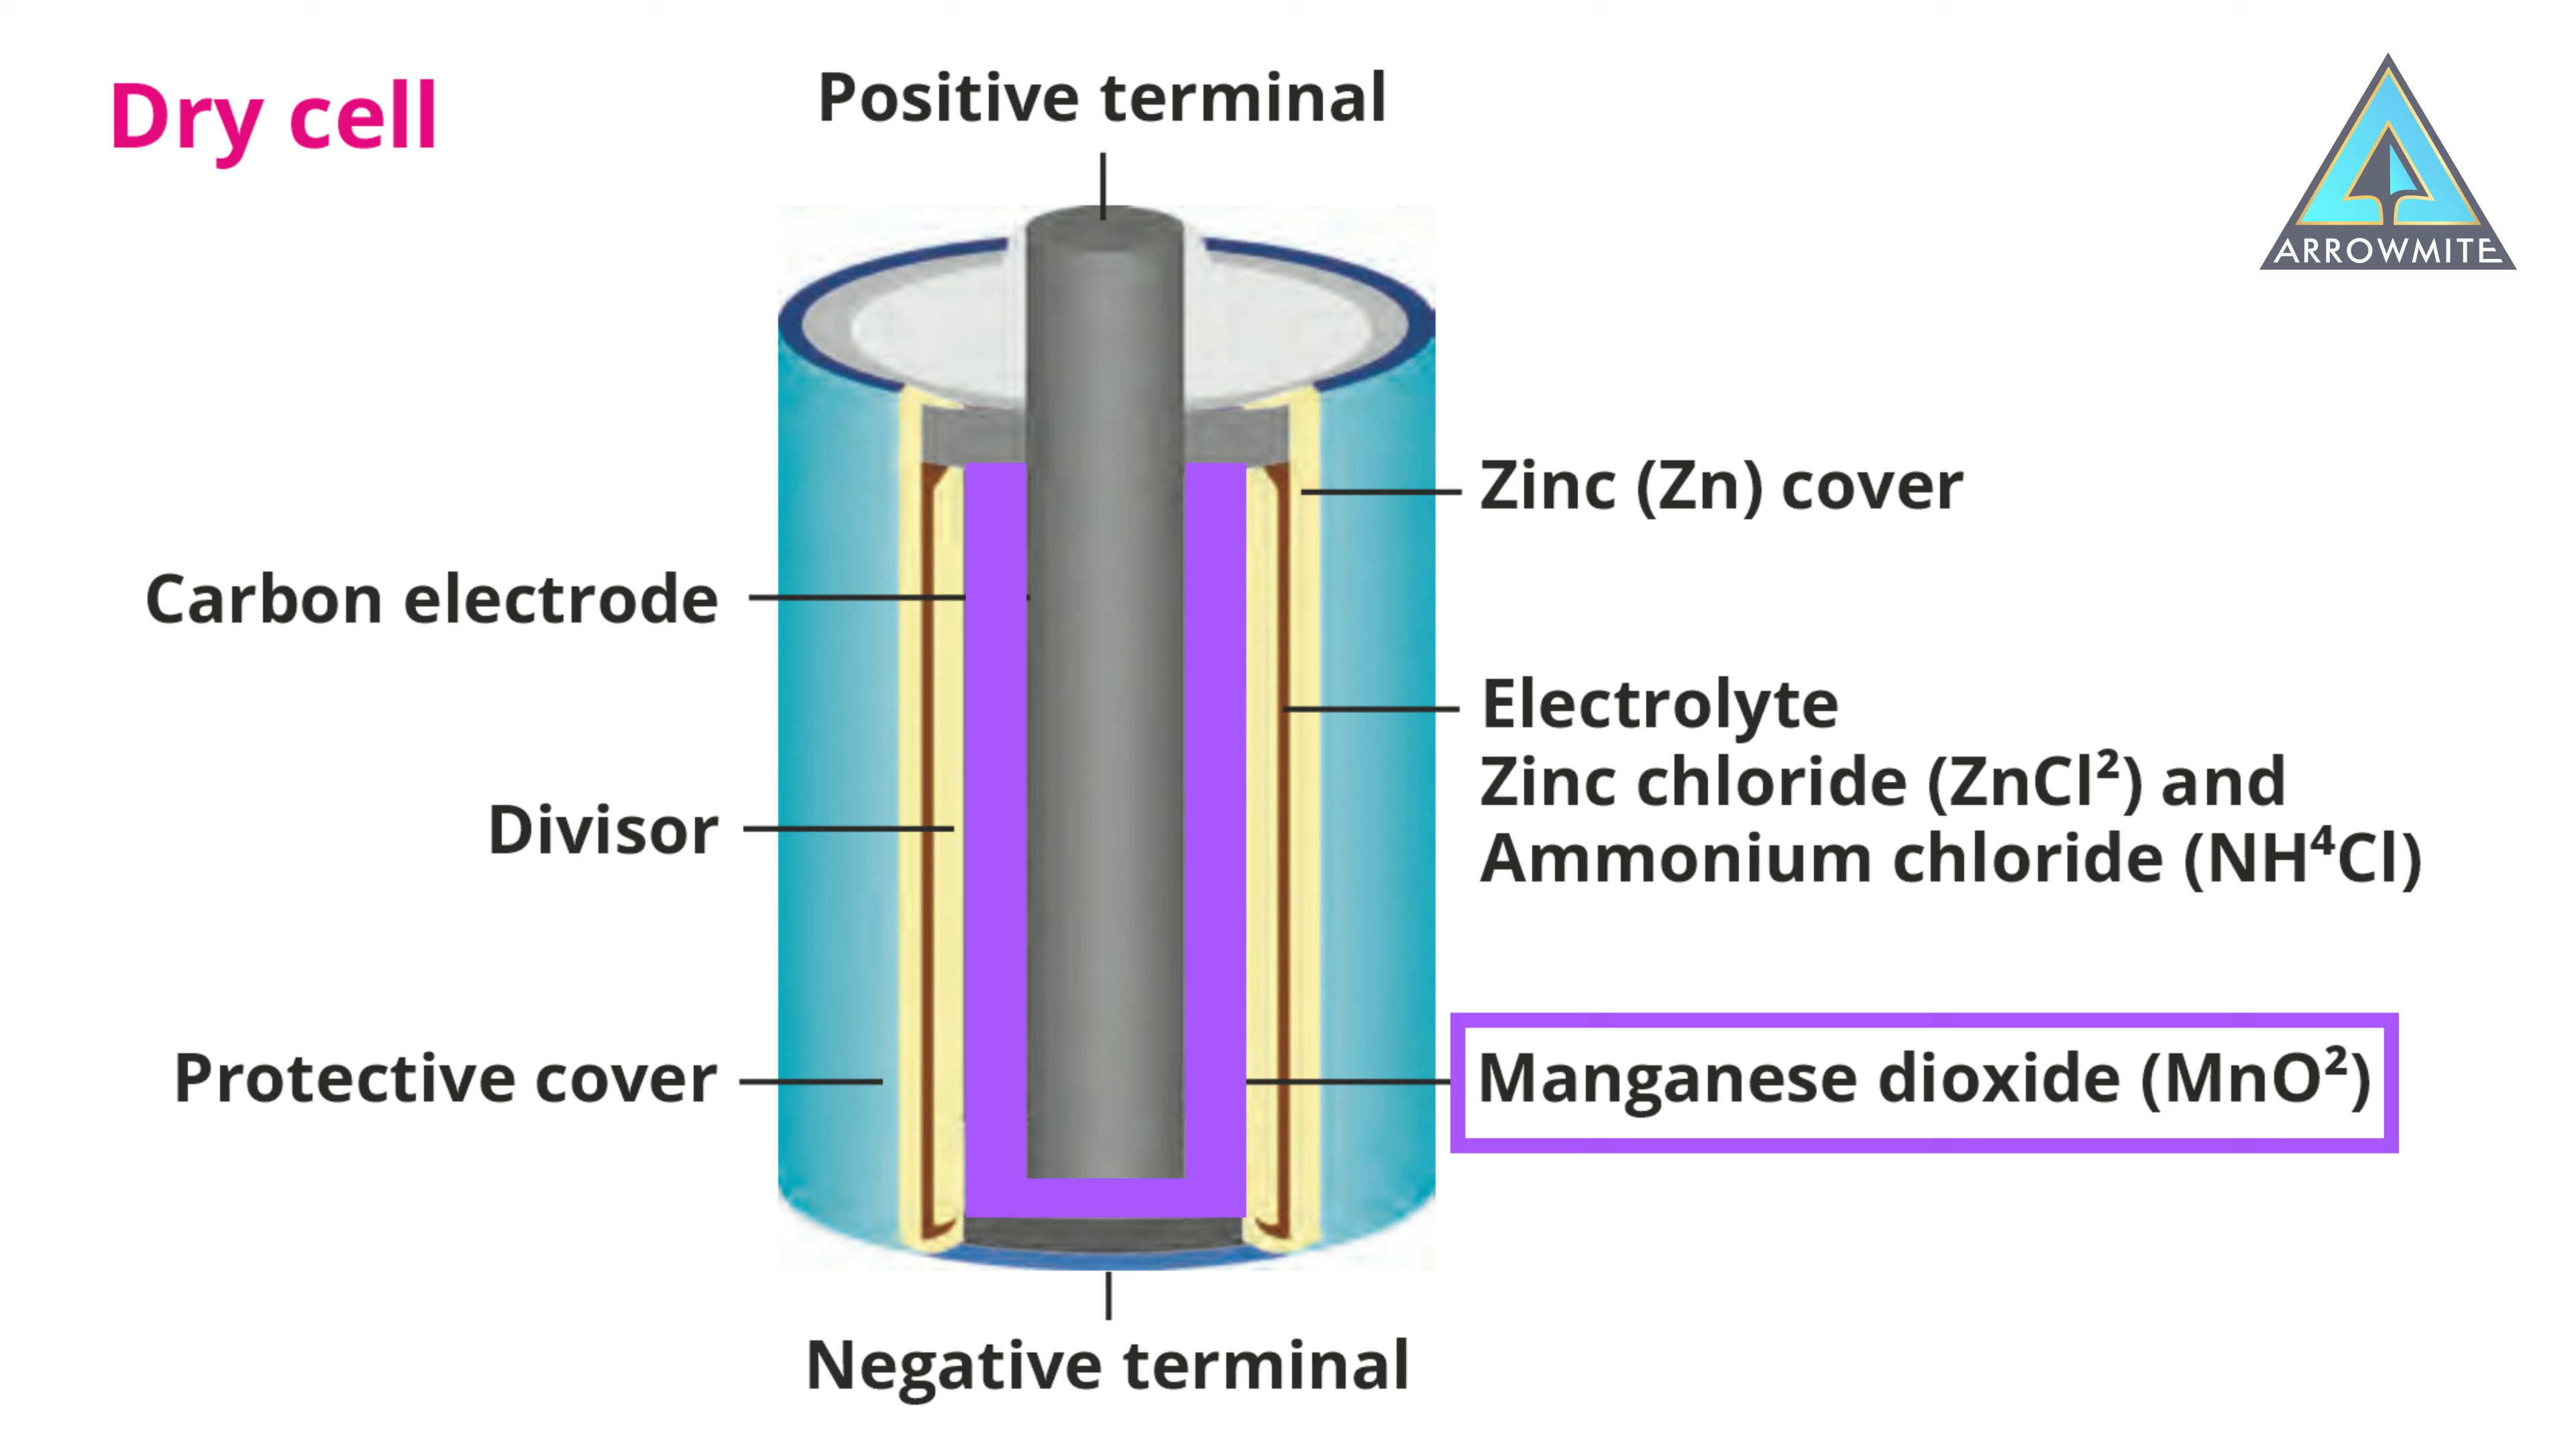 Dry cell
Positive terminal
ARROWMITE
Zinc (Zn) cover
Carbon electrode
Electrolyte
Zinc chloride (ZnCl²) and
Ammonium chloride (NH⁴Cl)
Divisor
Protective cover
Manganese dioxide (MnO²)
Negative terminal